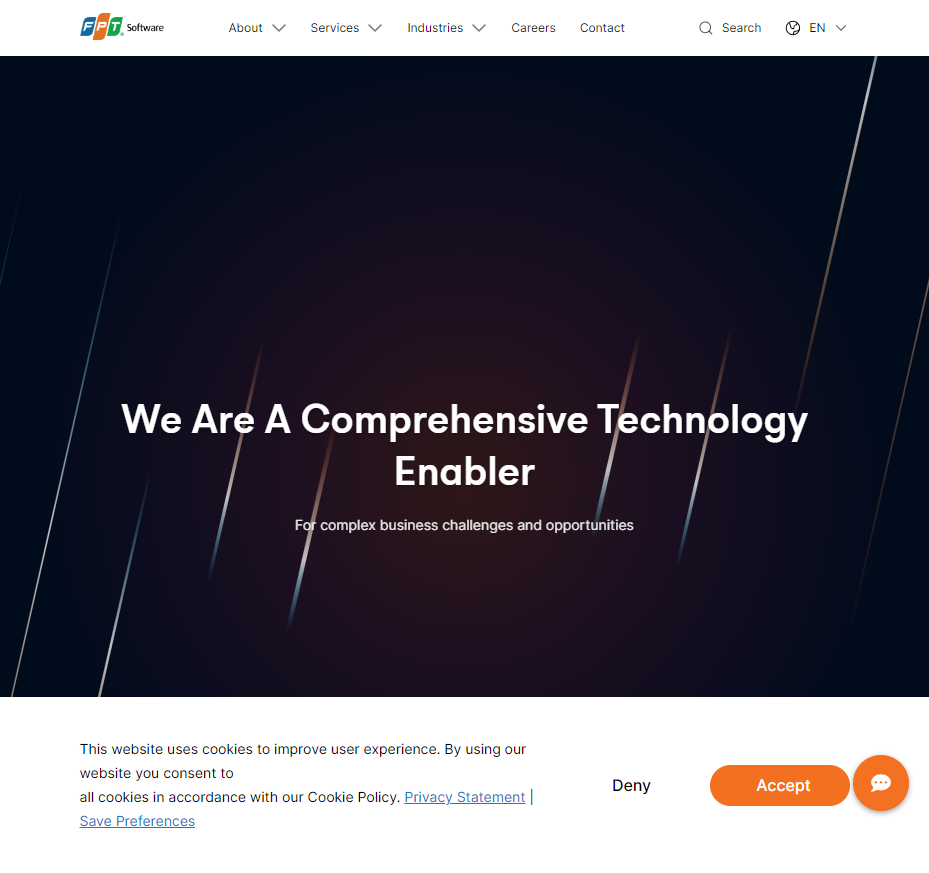 FPT Software
About
Services
Industries
Careers
Contact
Search
EN
We Are A Comprehensive Technology
Enabler
For complex business challenges and opportunities
This website uses cookies to improve user experience. By using our
website you consent to
all cookies in accordance with our Cookie Policy. Privacy Statement |
Save Preferences
Deny
Accept